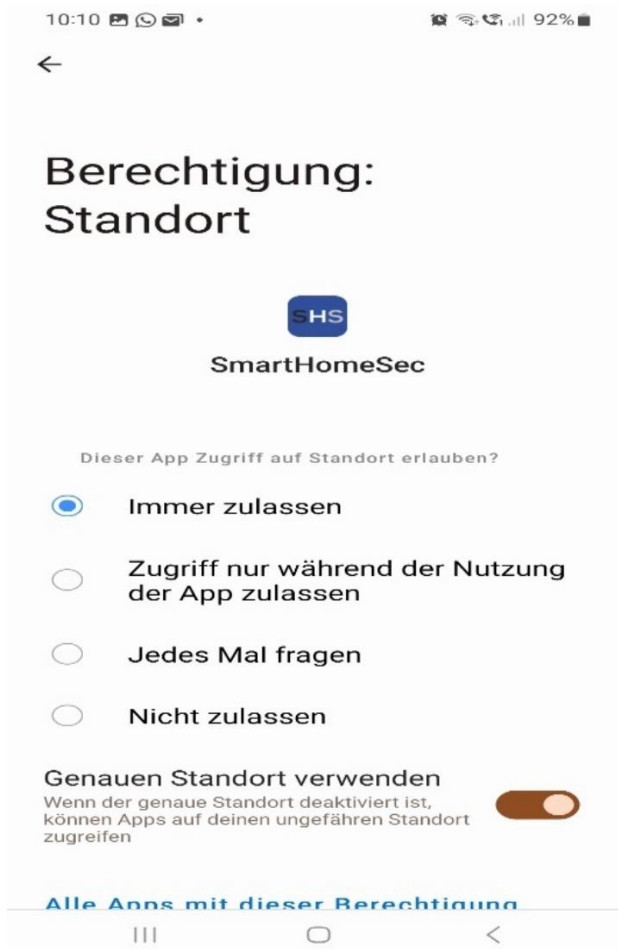 10:10
92%
Berechtigung:
Standort
SHS
SmartHomeSec
Dieser App Zugriff auf Standort erlauben?
Immer zulassen
Zugriff nur während der Nutzung
der App zulassen
Jedes Mal fragen
Nicht zulassen
Genauen Standort verwenden
Wenn der genaue Standort deaktiviert ist,
können Apps auf deinen ungefähren Standort
zugreifen
Alle Apps mit dieser Berechtigung